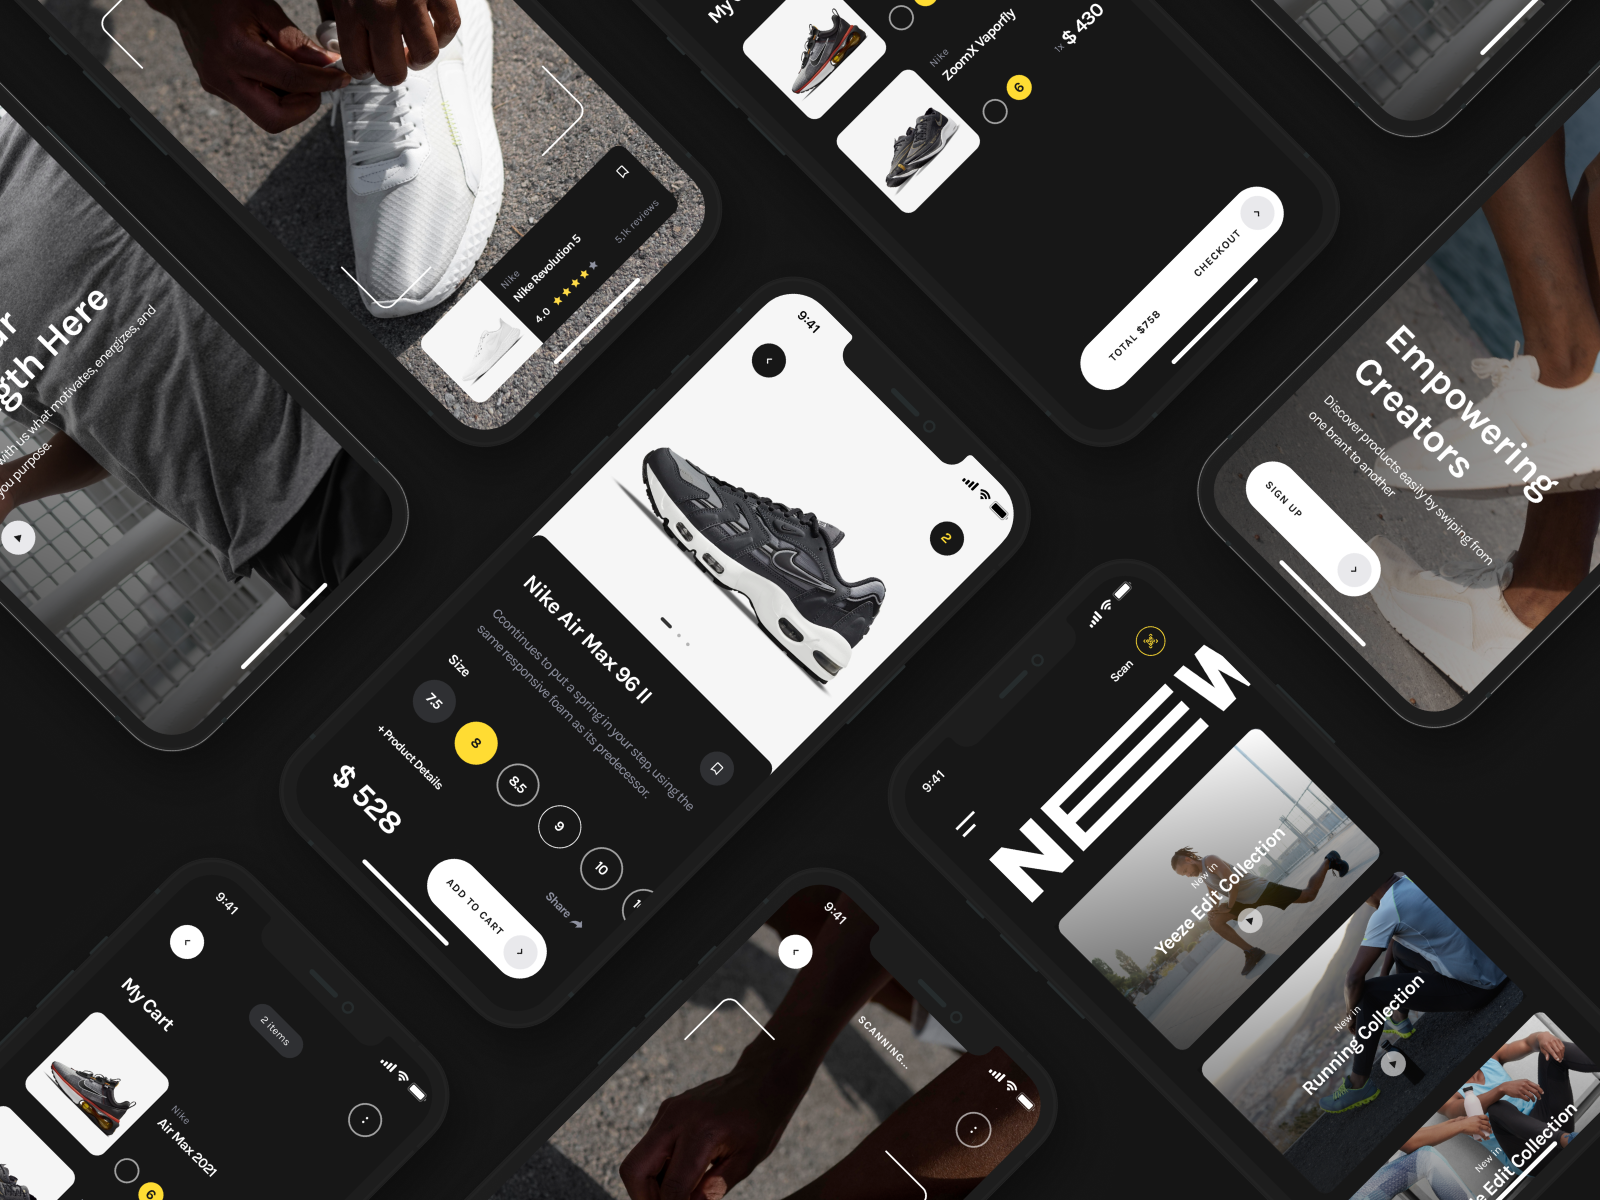 My
Nike
ZoomX Vaporfly
1x $ 430
6
TOTAL $758
CHECKOUT
Nike
Nike Revolution 5
4.0
5,1k reviews
gth Here
with us what motivates, energizes, and
you purpose.
9:41
2
Nike Air Max 96 II
Ccontinues to put a spring in your step, using the
same responsive foam as its predecessor.
Size
7.5
8
8.5
9
10
+ Product Details
$ 528
Share
ADD TO CART
Empowering
Creators
Discover products easily by swiping from
one brant to another
SIGN UP
9:41
Scan
NEW
New in
Yeeze Edit Collection
New in
Running Collection
New in
e Edit Collection
9:41
My Cart
2 items
Nike
Air Max 2021
6
9:41
SCANNING...